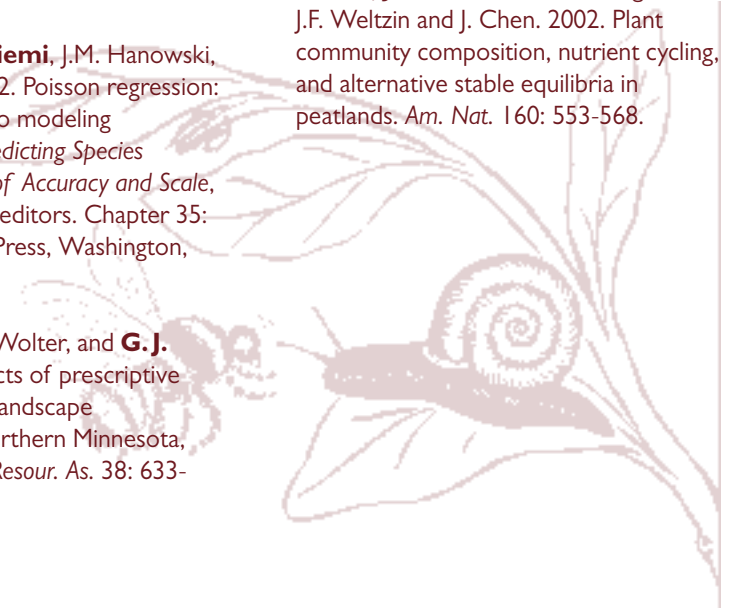 iemi, J.M. Hanowski,
2. Poisson regression:
o modeling
edicting Species
of Accuracy and Scale,
editors. Chapter 35:
Press, Washington,
Wolter, and G.J.
cts of prescriptive
andscape
rthern Minnesota,
Resour. As. 38: 633-
J.F. Weltzin and J. Chen. 2002. Plant
community composition, nutrient cycling,
and alternative stable equilibria in
peatlands. Am. Nat. 160: 553-568.